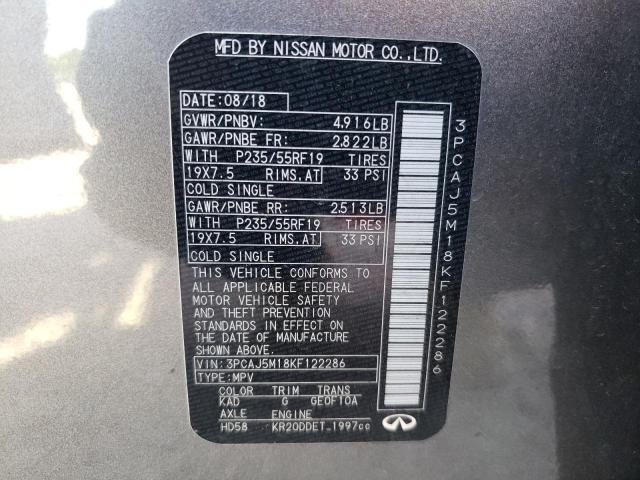 MFD BY NISSAN MOTOR CO.,LTD.
DATE: 08/18
GVWR/PNBV: 4,916LB
GAWR/PNBE FR: 2,822LB
WITH P235/55RF19 TIRES
19X7.5 RIMS,AT 33 PSI
COLD SINGLE
GAWR/PNBE RR: 2,513LB
WITH P235/55RF19 TIRES
19X7.5 RIMS,AT 33 PSI
COLD SINGLE
THIS VEHICLE CONFORMS TO
ALL APPLICABLE FEDERAL
MOTOR VEHICLE SAFETY
AND THEFT PREVENTION
STANDARDS IN EFFECT ON
THE DATE OF MANUFACTURE
SHOWN ABOVE.
VIN: 3PCAJ5M18KF122286
TYPE: MPV
COLOR TRIM TRANS
KAD G GEOF10A
AXLE ENGINE
HD58 KR20DDET 1997cc
3PCAJ5M18KF122286